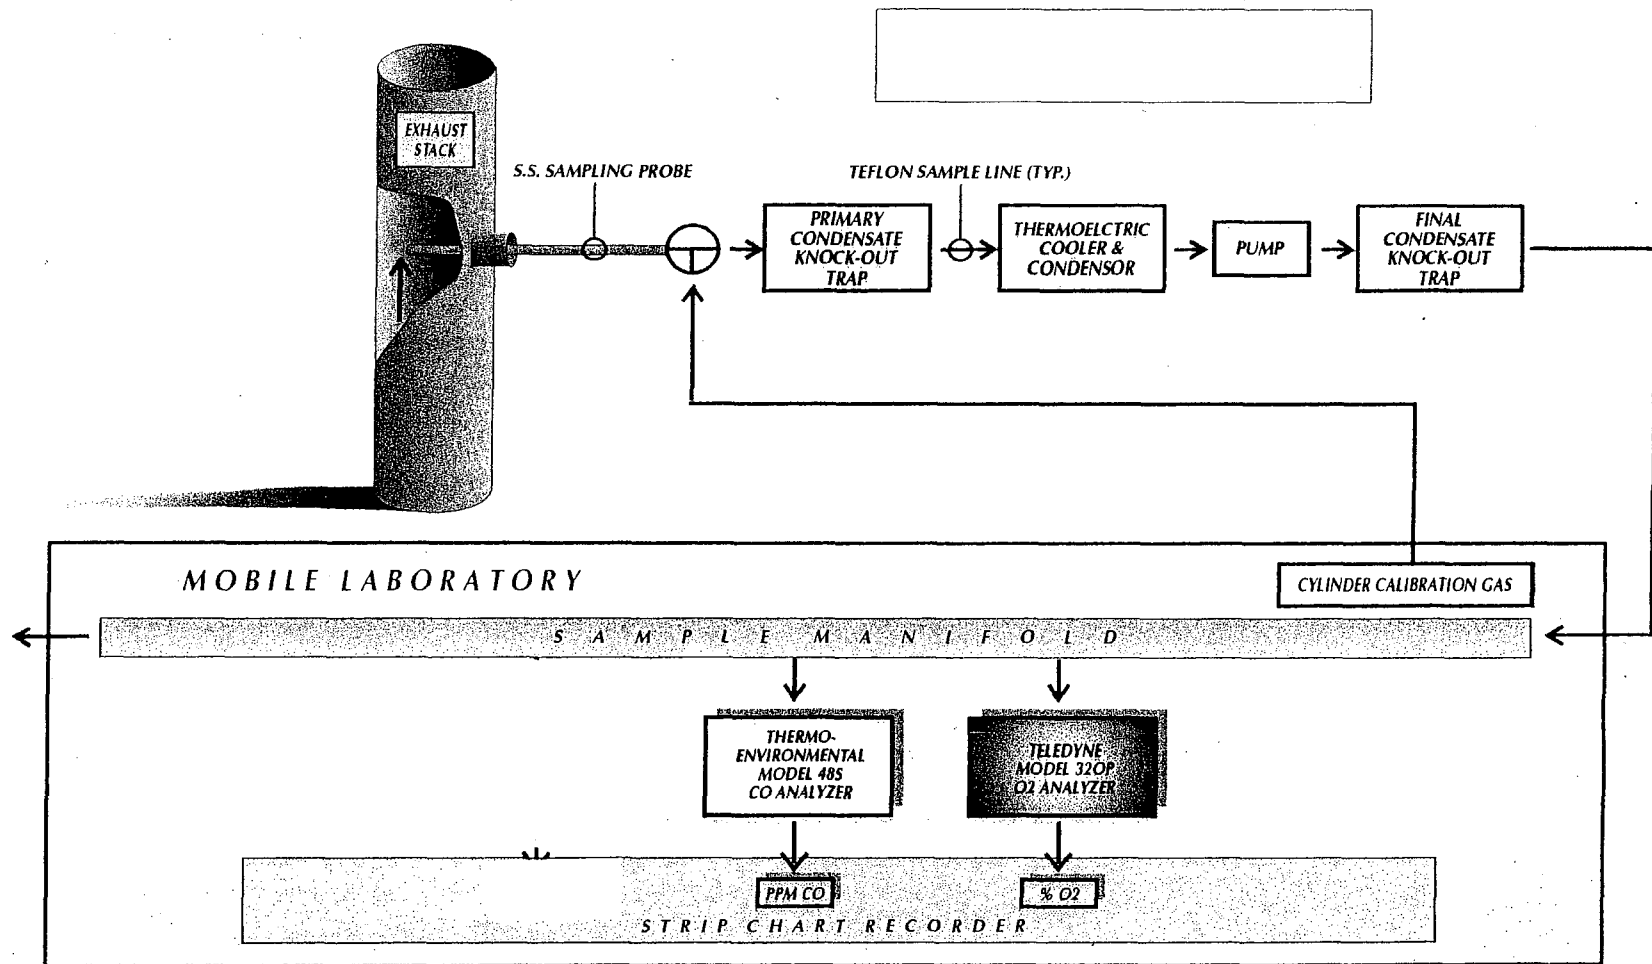 EXHAUST
STACK
S.S. SAMPLING PROBE
TEFLON SAMPLE LINE (TYP.)
PRIMARY
CONDENSATE
KNOCK-OUT
TRAP
THERMOELCTRIC
COOLER &
CONDENSOR
PUMP
FINAL
CONDENSATE
KNOCK-OUT
TRAP
MOBILE LABORATORY
CYLINDER CALIBRATION GAS
SAMPLE MANIFOLD
THERMO-
ENVIRONMENTAL
MODEL 48S
CO ANALYZER
TELEDYNE
MODEL 320P
O2 ANALYZER
PPM CO
% O2
STRIP CHART RECORDER